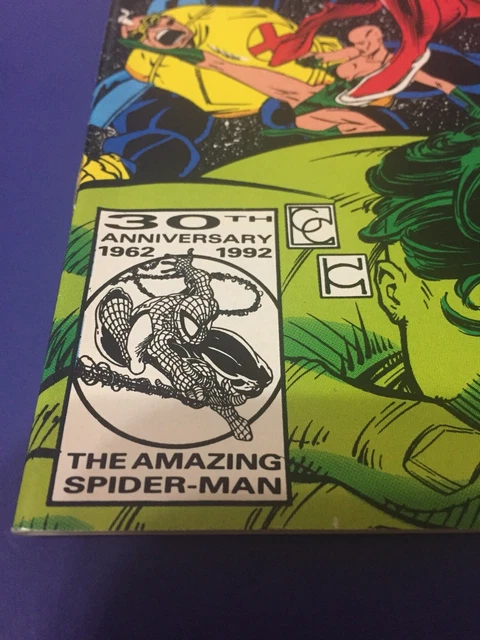 30TH
ANNIVERSARY
1962 1992
THE AMAZING
SPIDER-MAN